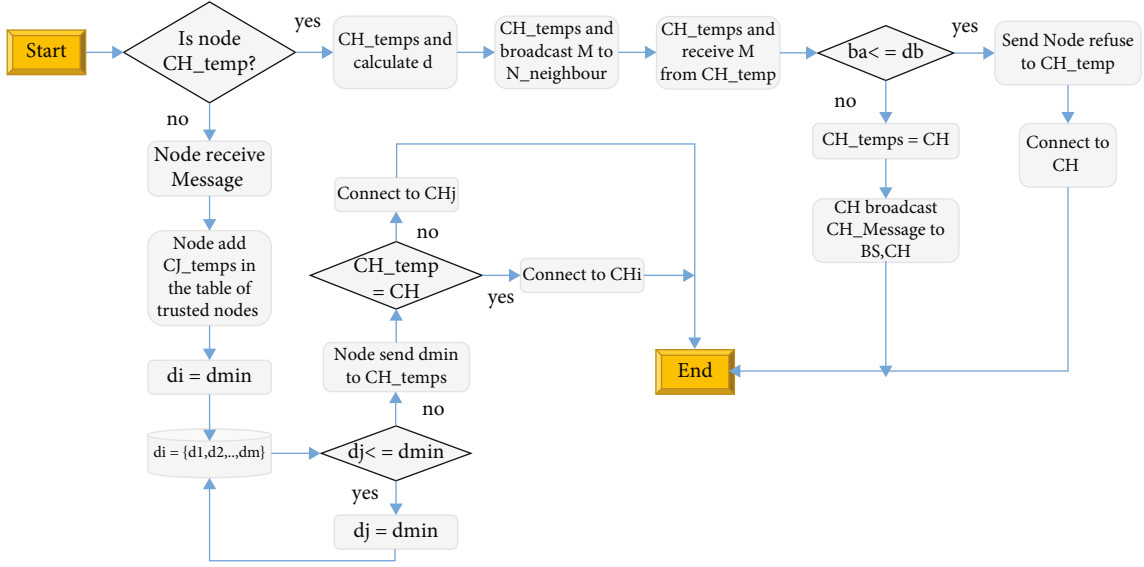 Start
Is node
CH_temp?
yes
CH_temps and
calculate d
CH_temps and
broadcast M to
N_neighbour
CH_temps and
receive M
from CH_temp
ba< = db
yes
Send Node refuse
to CH_temp
no
Connect to
CH
no
CH_temps = CH
CH broadcast
CH_Message to
BS,CH
Node receive
Message
Node add
CJ_temps in
the table of
trusted nodes
di = dmin
di = {d1,d2,..,dm}
dj< = dmin
yes
dj = dmin
no
Node send dmin
to CH_temps
CH_temp
= CH
no
Connect to CHj
yes
Connect to CHi
End